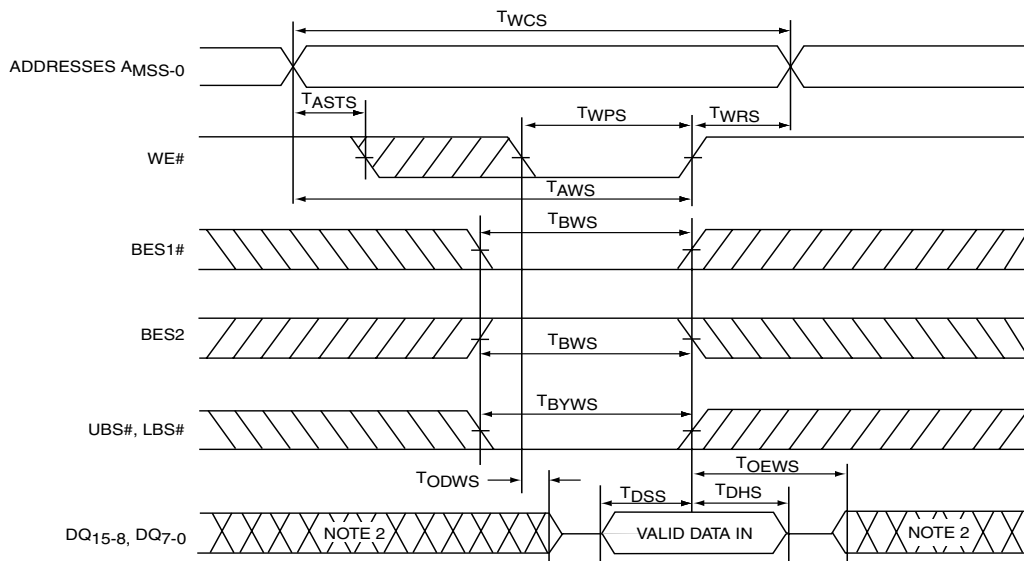 TWCS
ADDRESSES AMSS-0
TASTS
TWPS
TWRS
WE#
TAWS
TBWS
BES1#
BES2
TBWS
TBYWS
UBS#, LBS#
TODWS
TOEWS
TDSS
TDHS
DQ15-8, DQ7-0
NOTE 2
VALID DATA IN
NOTE 2